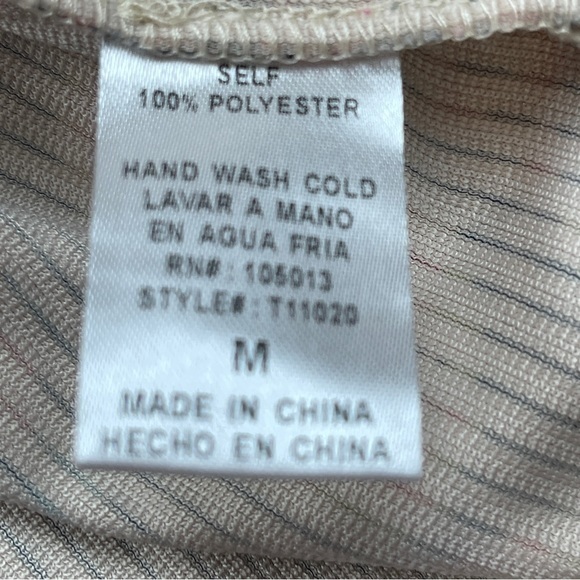 SELF
100% POLYESTER
HAND WASH COLD
LAVAR A MANO
EN AGUA FRIA
RN#: 105013
STYLE#: T11020
M
MADE IN CHINA
HECHO EN CHINA